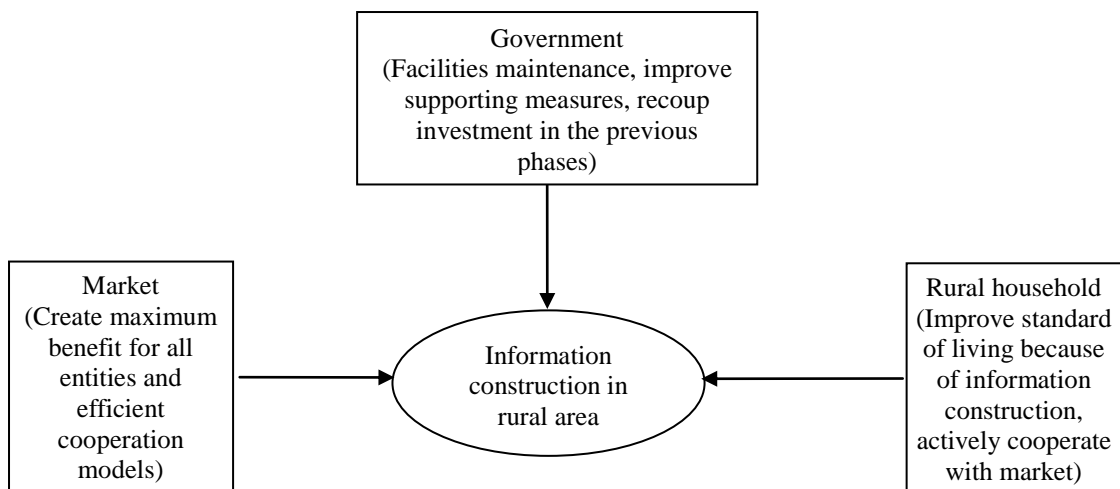 Government
(Facilities maintenance, improve
supporting measures, recoup
investment in the previous
phases)
Market
(Create maximum
benefit for all
entities and
efficient
cooperation
models)
Information
construction in
rural area
Rural household
(Improve standard
of living because
of information
construction,
actively cooperate
with market)